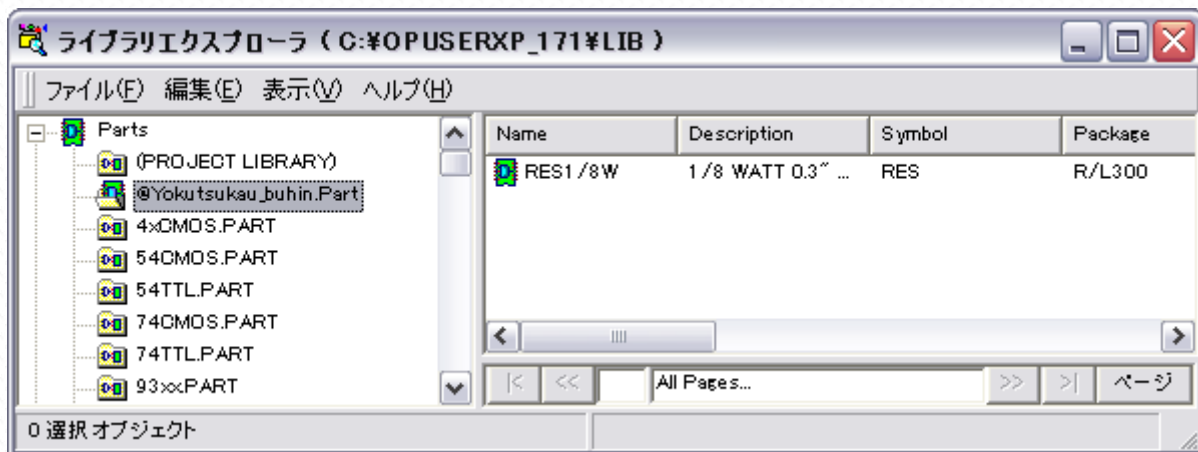 ライブラリエクスプローラ ( C:¥OPUSERXP_171¥LIB )
ファイル(F) 編集(E) 表示(V) ヘルプ(H)
Parts
(PROJECT LIBRARY)
@Yokutsukau_buhin.Part
4xCMOS.PART
54CMOS.PART
54TTL.PART
74CMOS.PART
74TTL.PART
93xx.PART
Name Description Symbol Package
RES1/8W 1/8 WATT 0.3" ... RES R/L300
|< << All Pages... >> >| ページ
0 選択 オブジェクト